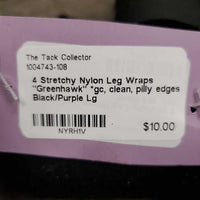 The Tack Collector
1004743-108
4 Stretchy Nylon Leg Wraps
"Greenhawk" *gc, clean, pilly edges
Black/Purple Lg
NYRH1V
$10.00